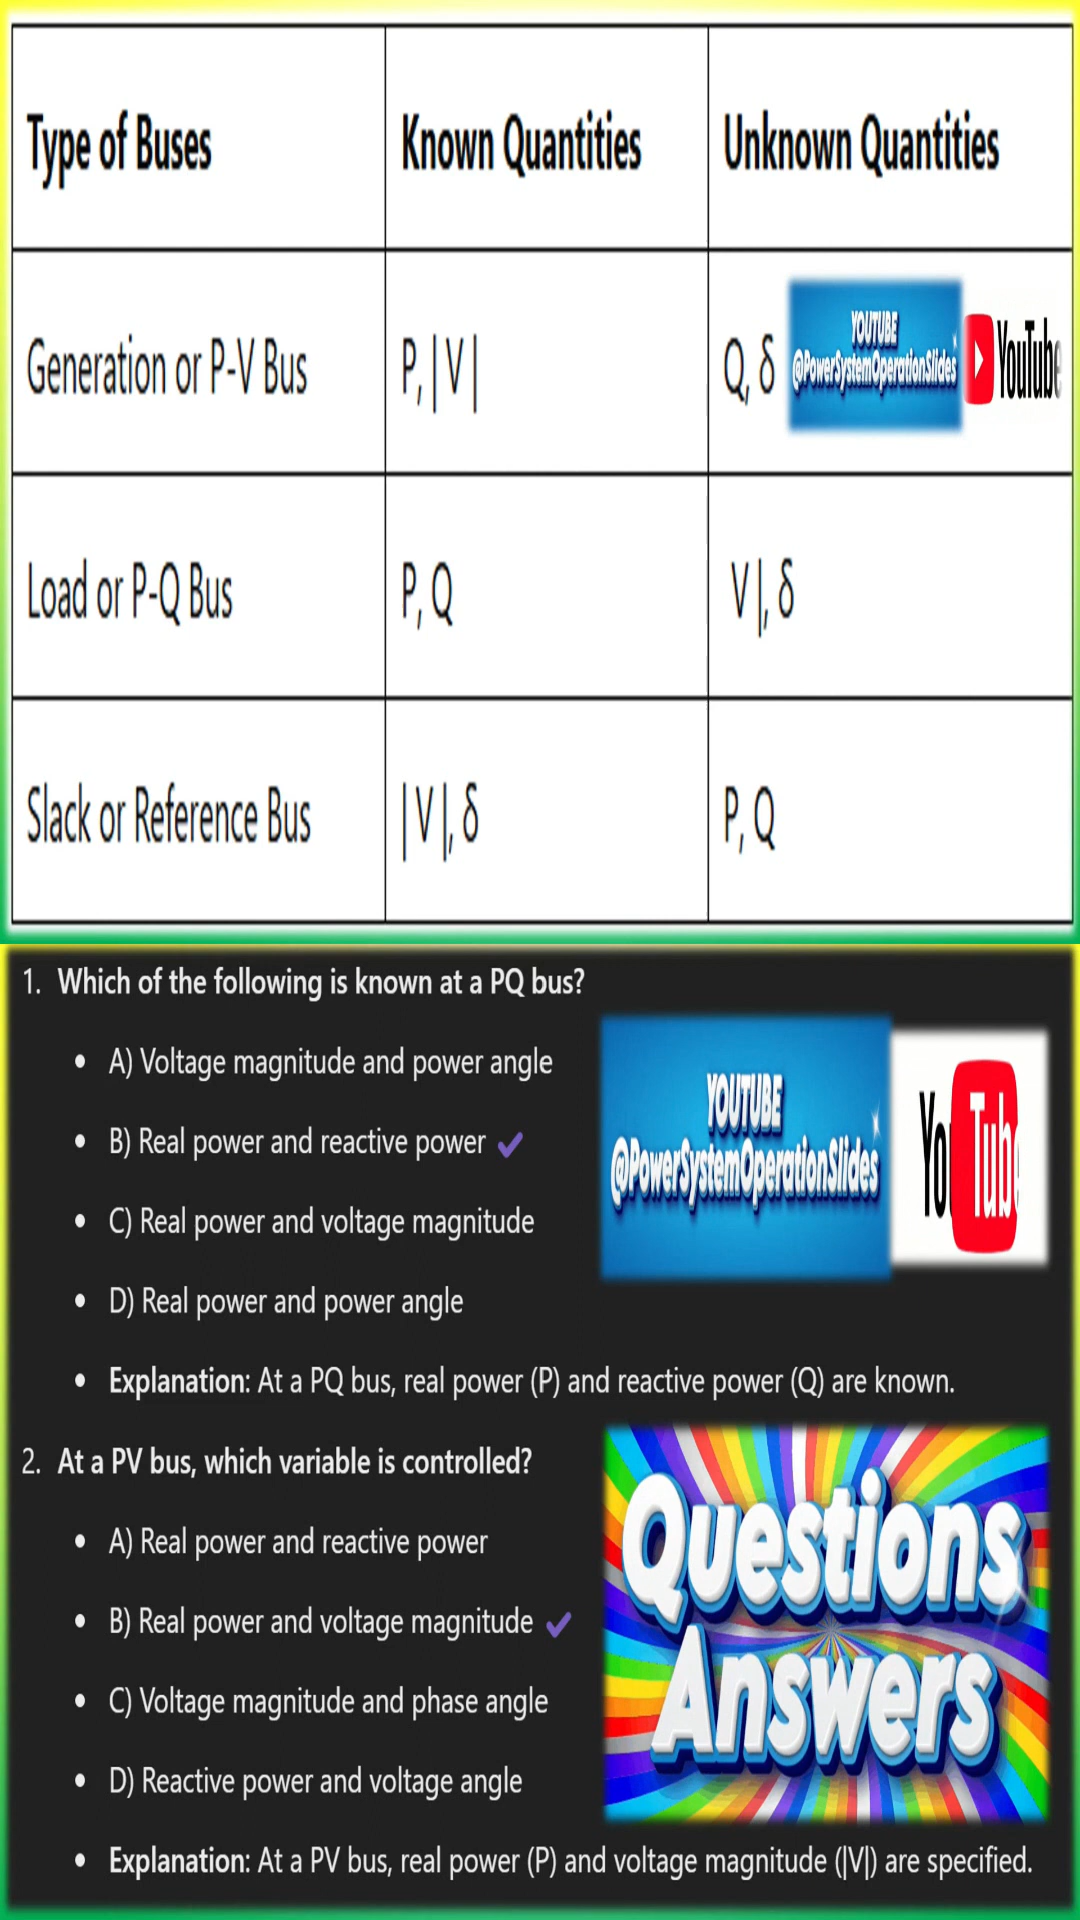 Type of Buses Known Quantities Unknown Quantities
Generation or P-V Bus P, | V | Q, δ
YOUTUBE
@PowerSystemOperationSlides
YouTube
Load or P-Q Bus P, Q V |, δ
Slack or Reference Bus | V |, δ P, Q
1. Which of the following is known at a PQ bus?
• A) Voltage magnitude and power angle
• B) Real power and reactive power ✓
• C) Real power and voltage magnitude
• D) Real power and power angle
YOUTUBE
@PowerSystemOperationSlides
YoTube
• Explanation: At a PQ bus, real power (P) and reactive power (Q) are known.
2. At a PV bus, which variable is controlled?
• A) Real power and reactive power
• B) Real power and voltage magnitude ✓
• C) Voltage magnitude and phase angle
• D) Reactive power and voltage angle
Questions
Answers
• Explanation: At a PV bus, real power (P) and voltage magnitude (|V|) are specified.